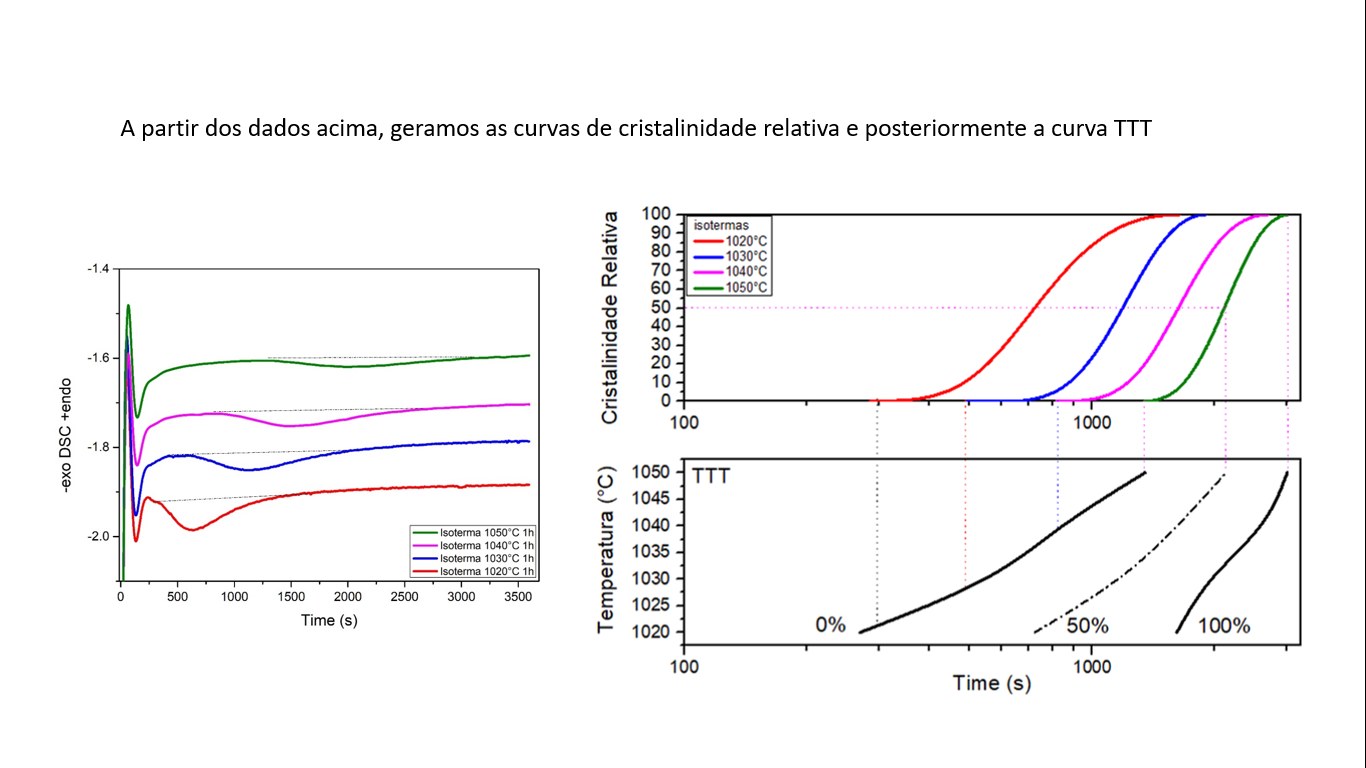 A partir dos dados acima, geramos as curvas de cristalinidade relativa e posteriormente a curva TTT
-1.4
-1.6
-1.8
-2.0
-exo DSC +endo
Isoterma 1050°C 1h
Isoterma 1040°C 1h
Isoterma 1030°C 1h
Isoterma 1020°C 1h
0 500 1000 1500 2000 2500 3000 3500
Time (s)
Cristalinidade Relativa
100
90
80
70
60
50
40
30
20
10
0
isotermas
1020°C
1030°C
1040°C
1050°C
100 1000
Temperatura (°C)
1050
1045
1040
1035
1030
1025
1020
TTT
0% 50% 100%
100 1000
Time (s)